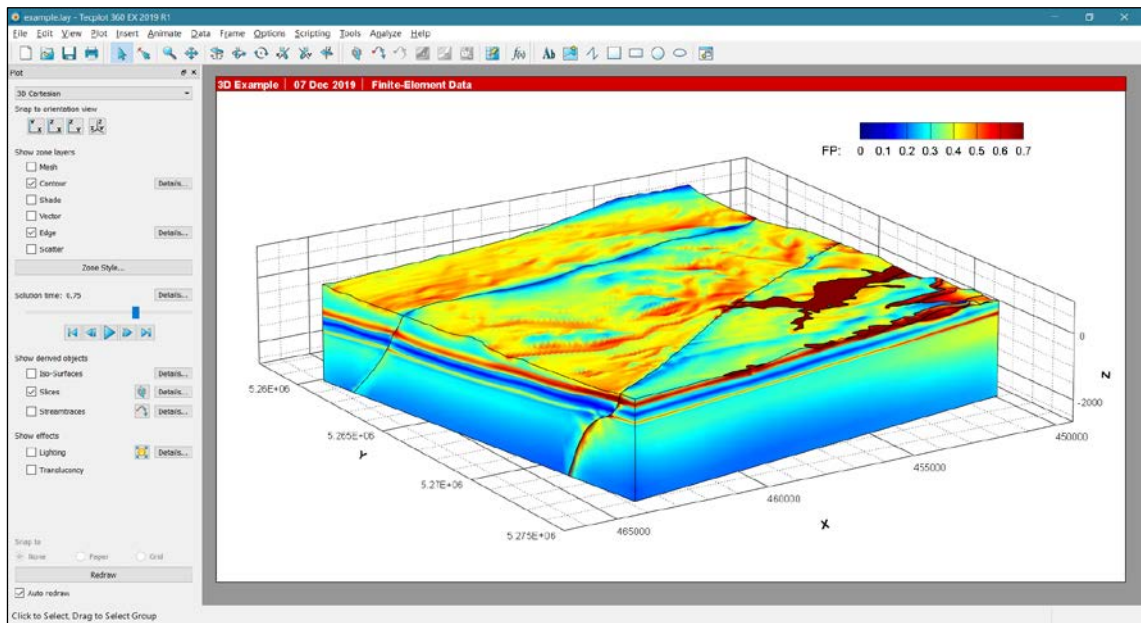 example.lay - Tecplot 360 EX 2019 R1
File Edit View Plot Insert Animate Data Frame Options Scripting Tools Analyze Help
Plot
3D Cartesian
Snap to orientation view
Show zone layers
Mesh
Contour Details...
Shade
Vector
Edge Details...
Scatter
Zone Style...
Solution time: 0.75 Details...
Show derived objects
Iso-Surfaces Details...
Slices Details...
Streamtraces Details...
Show effects
Lighting Details...
Translucency
Snap to
None Paper Grid
Redraw
Auto redraw
Click to Select, Drag to Select Group
3D Example | 07 Dec 2019 | Finite-Element Data
FP: 0 0.1 0.2 0.3 0.4 0.5 0.6 0.7
0
Z
-2000
5.26E+06
5.265E+06
Y
5.27E+06
5.275E+06
465000
460000
X
455000
450000